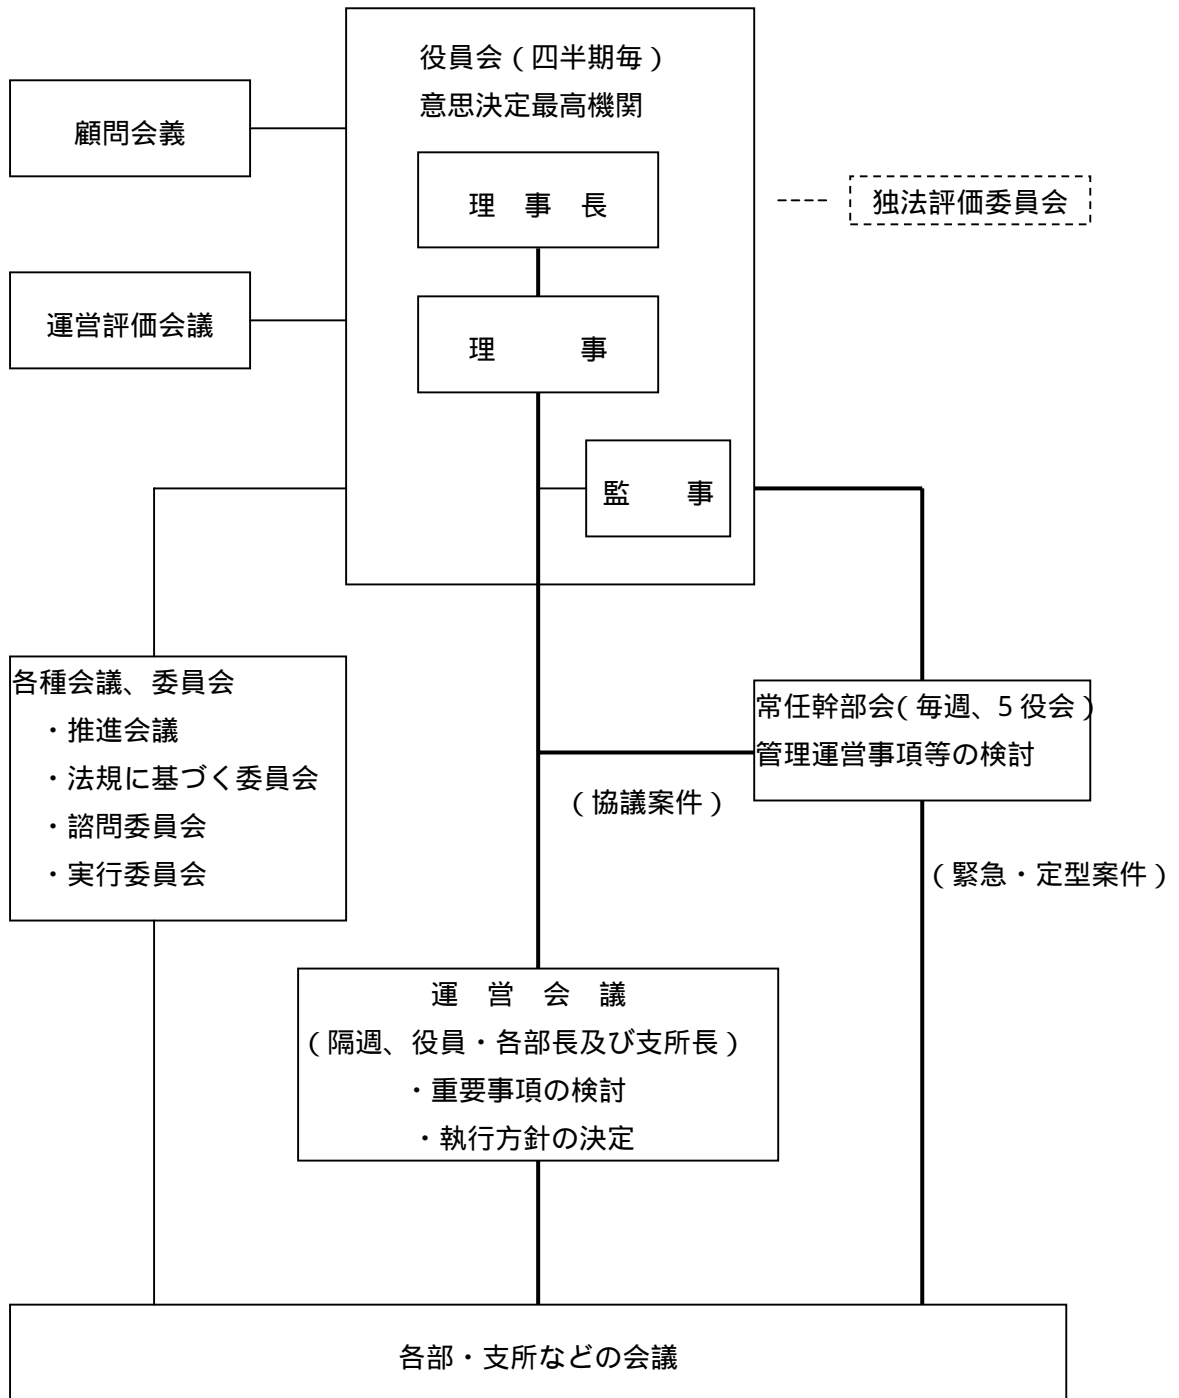 役員会（四半期毎）
意思決定最高機関
顧問会義
理　事　長
独法評価委員会
運営評価会議
理　　　事
監　　事
各種会議、委員会
・推進会議
・法規に基づく委員会
・諮問委員会
・実行委員会
常任幹部会（毎週、5役会）
管理運営事項等の検討
（協議案件）
（緊急・定型案件）
運　営　会　議
（隔週、役員・各部長及び支所長）
・重要事項の検討
・執行方針の決定
各部・支所などの会議